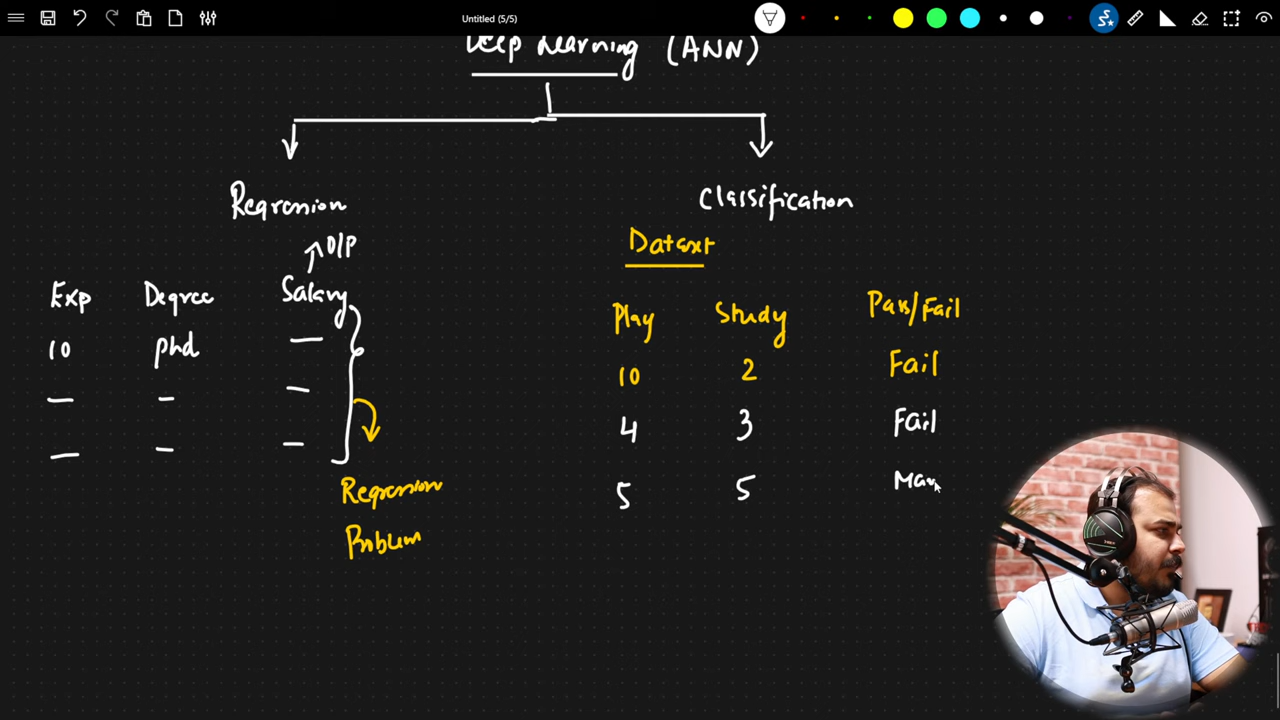 Untitled (5/5)
Deep Learning (ANN)
Regression
Classification
O/P
Dataset
Exp Degree Salary
Play Study Pass/Fail
10 phd
10 2 Fail
4 3 Fail
5 5 May
Regression
Problem